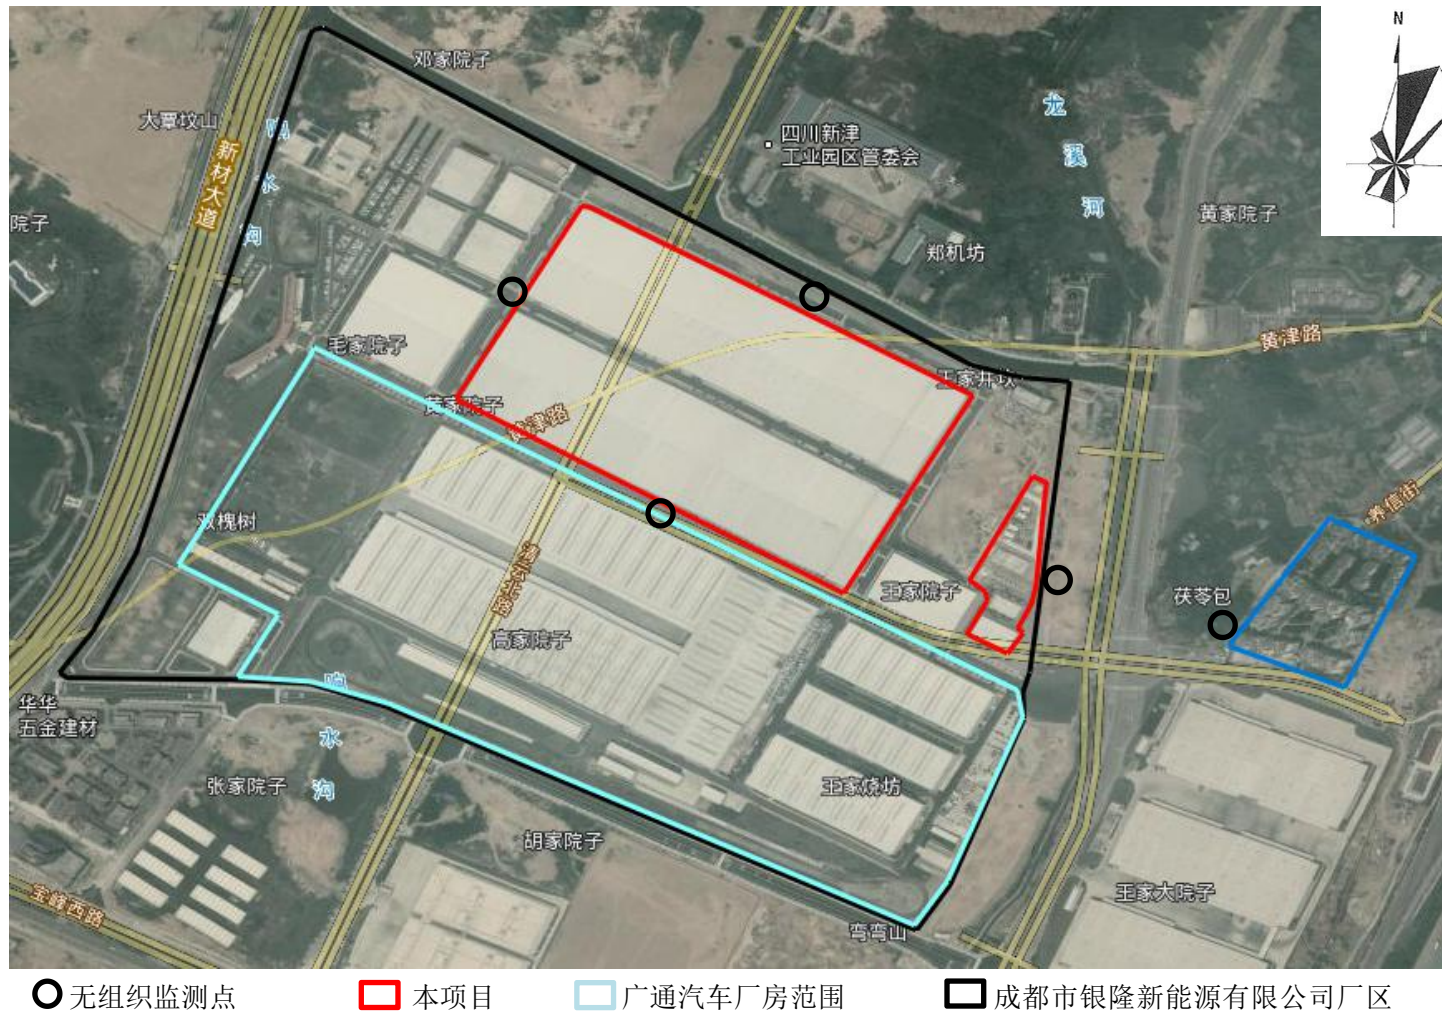 N
邓家院子
大覃坟山
新材大道
响水沟
四川新津
工业园区管委会
龙溪河
黄家院子
院子
郑机坊
毛家院子
黄津路
王家井坎
黄家院子
黄津路
养信街
双槐树
王家院子
茯苓包
高家院子
华华
五金建材
响水沟
张家院子
王家烧坊
胡家院子
王家大院子
宝峰西路
弯弯山
无组织监测点
本项目
广通汽车厂房范围
成都市银隆新能源有限公司厂区